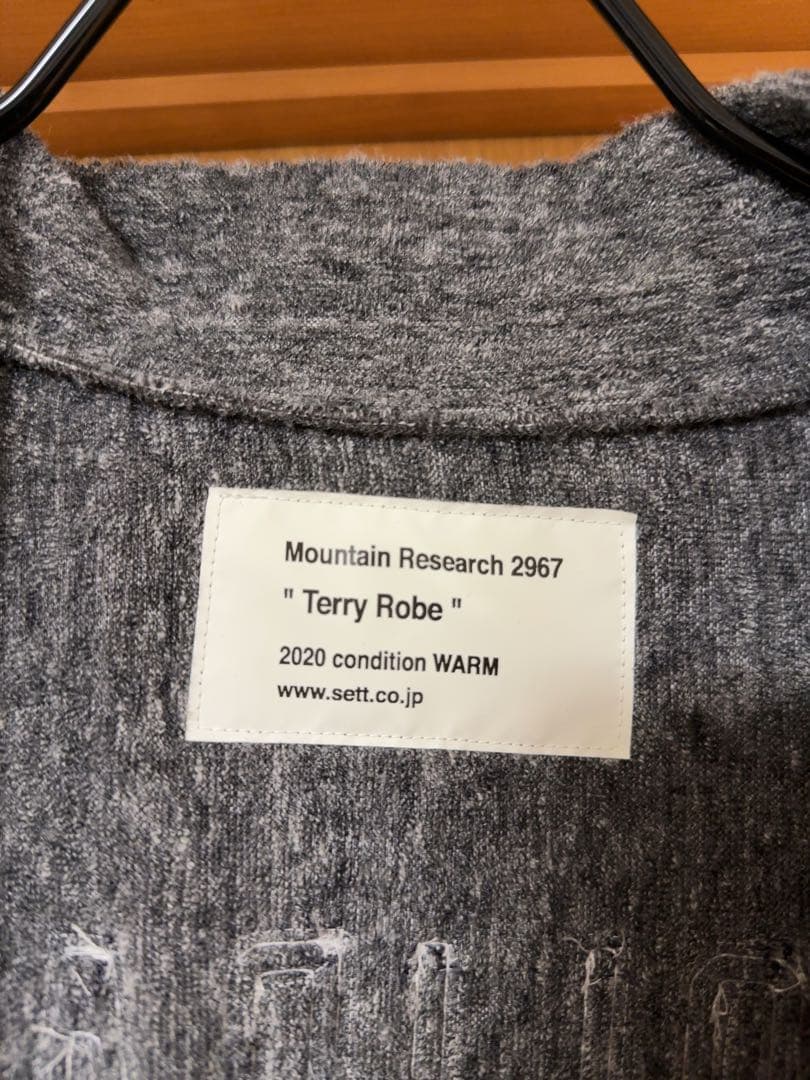 Mountain Research 2967
" Terry Robe "
2020 condition WARM
www.sett.co.jp